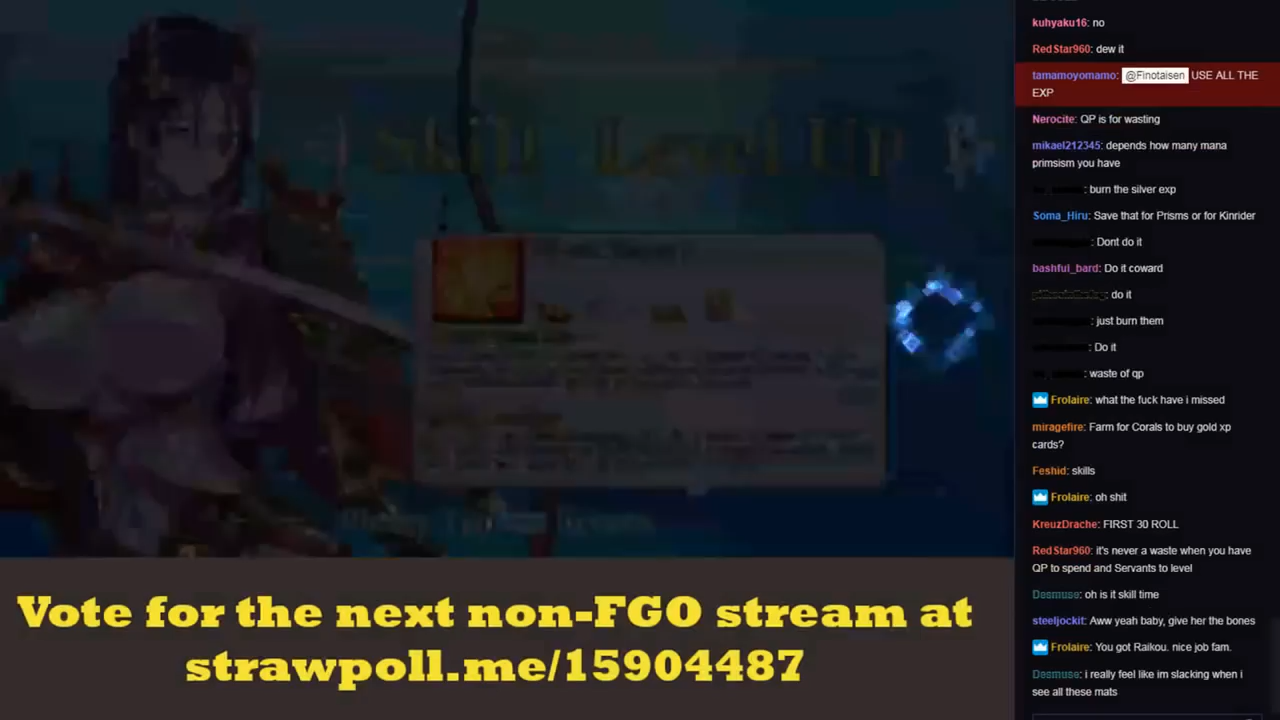 Skill Level Up
Vote for the next non-FGO stream at
strawpoll.me/15904487
kuhyaku16: no
RedStar960: dew it
tamamoyomamo: @Finotaisen USE ALL THE
EXP
Nerocite: QP is for wasting
mikael212345: depends how many mana
primsism you have
: burn the silver exp
Soma_Hiru: Save that for Prisms or for Kinrider
: Dont do it
bashful_bard: Do it coward
: do it
: just burn them
: Do it
: waste of qp
Frolaire: what the fuck have i missed
miragefire: Farm for Corals to buy gold xp
cards?
Feshid: skills
Frolaire: oh shit
KreuzDrache: FIRST 30 ROLL
RedStar960: it's never a waste when you have
QP to spend and Servants to level
Desmuse: oh is it skill time
steeljockit: Aww yeah baby, give her the bones
Frolaire: You got Raikou. nice job fam.
Desmuse: i really feel like im slacking when i
see all these mats